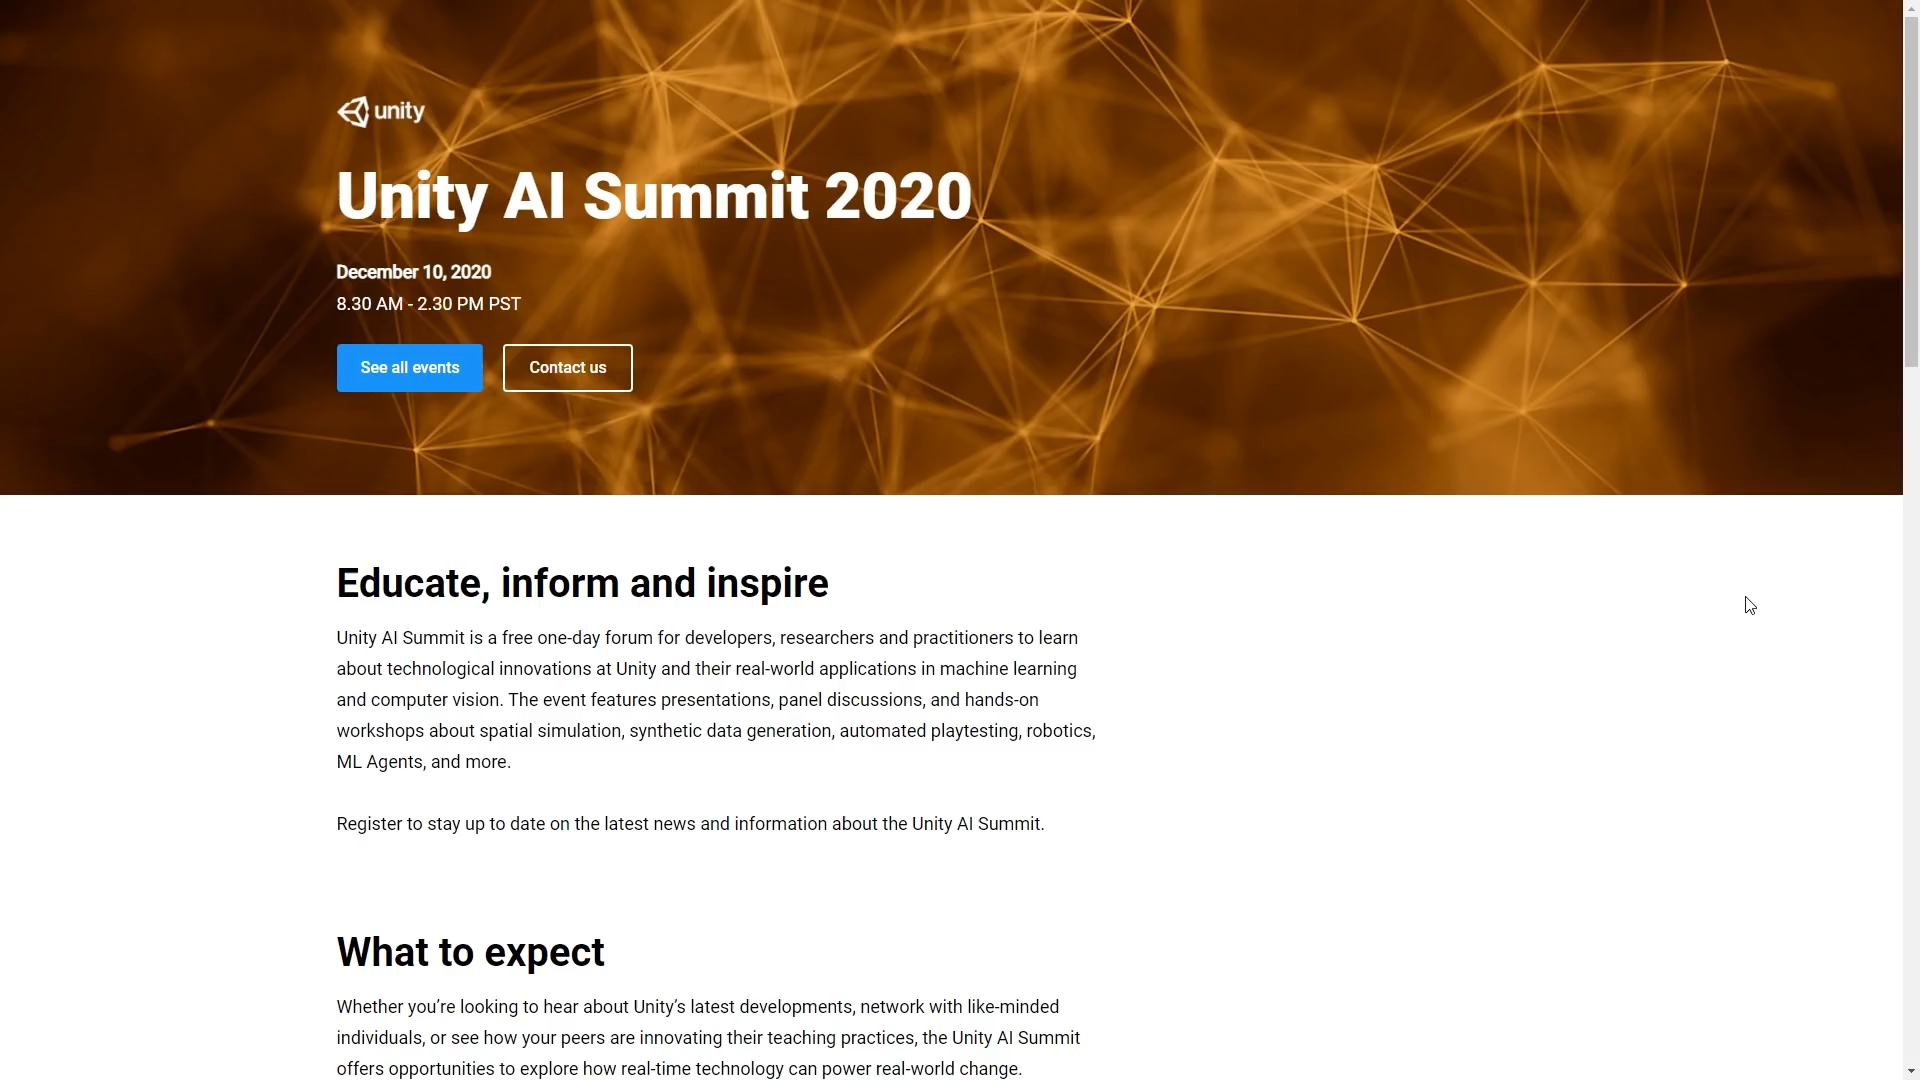 unity
Unity AI Summit 2020
December 10, 2020
8.30 AM - 2.30 PM PST
See all events
Contact us
Educate, inform and inspire
Unity AI Summit is a free one-day forum for developers, researchers and practitioners to learn
about technological innovations at Unity and their real-world applications in machine learning
and computer vision. The event features presentations, panel discussions, and hands-on
workshops about spatial simulation, synthetic data generation, automated playtesting, robotics,
ML Agents, and more.
Register to stay up to date on the latest news and information about the Unity AI Summit.
What to expect
Whether you’re looking to hear about Unity’s latest developments, network with like-minded
individuals, or see how your peers are innovating their teaching practices, the Unity AI Summit
offers opportunities to explore how real-time technology can power real-world change.